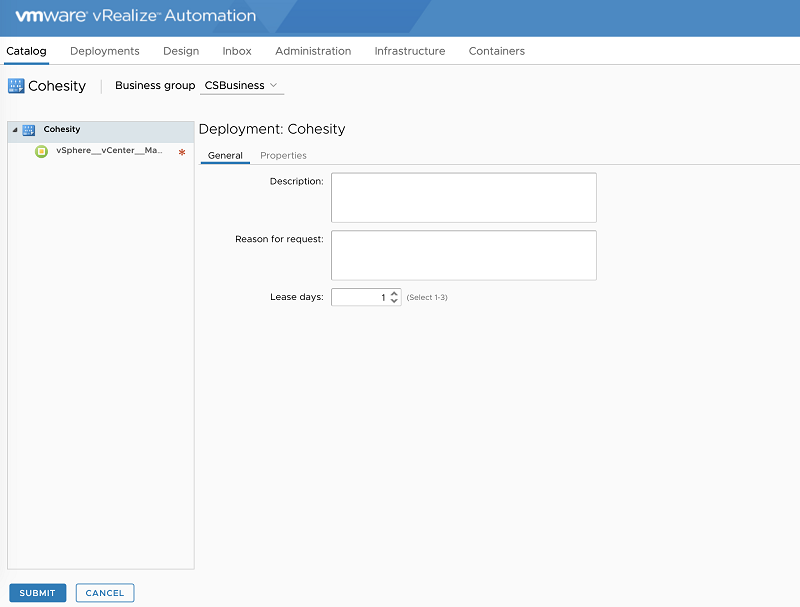 vmware® vRealize™ Automation
Catalog Deployments Design Inbox Administration Infrastructure Containers
Cohesity Business group CSBusiness
Cohesity
vSphere__vCenter__Ma.. *
Deployment: Cohesity
General Properties
Description:
Reason for request:
Lease days: 1 (Select 1-3)
SUBMIT CANCEL